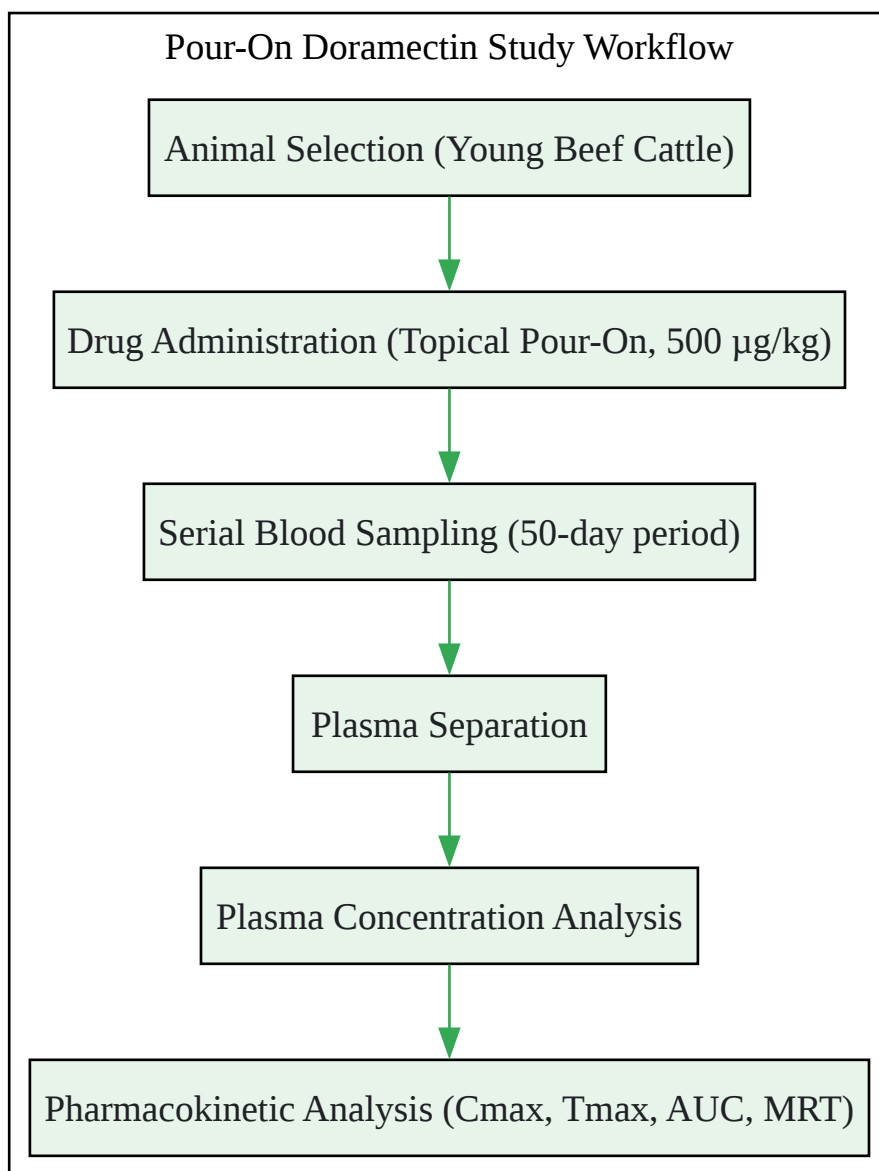 Pour-On Doramectin Study Workflow
Animal Selection (Young Beef Cattle)
Drug Administration (Topical Pour-On, 500 µg/kg)
Serial Blood Sampling (50-day period)
Plasma Separation
Plasma Concentration Analysis
Pharmacokinetic Analysis (Cmax, Tmax, AUC, MRT)